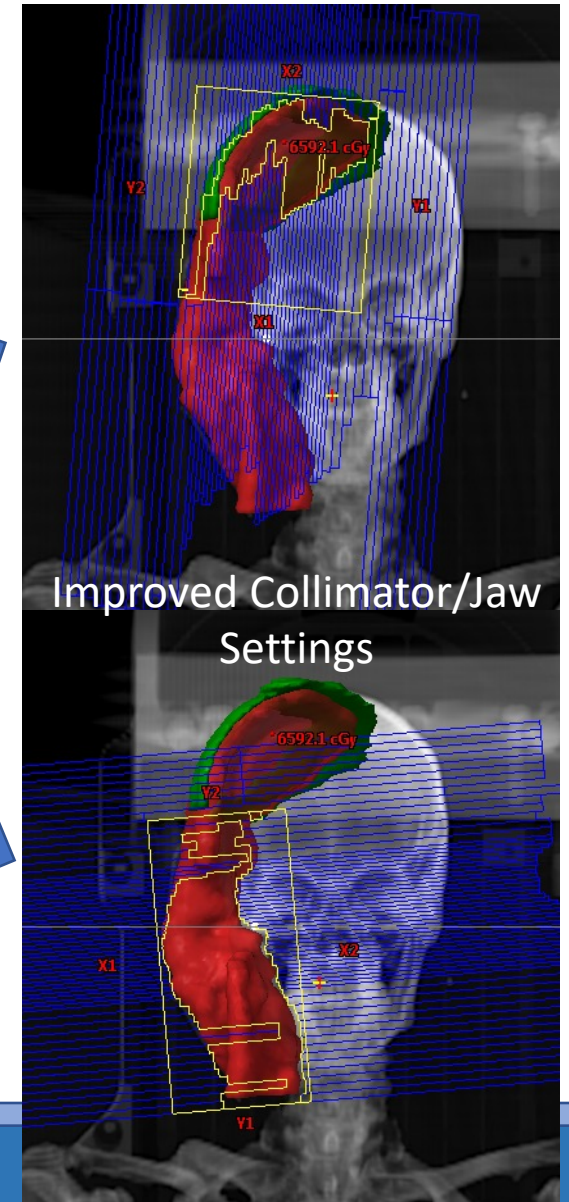 X2
6592.1 cGy
Y2
Y1
X1
Improved Collimator/Jaw
Settings
6592.1 cGy
Y2
X2
X1
Y1